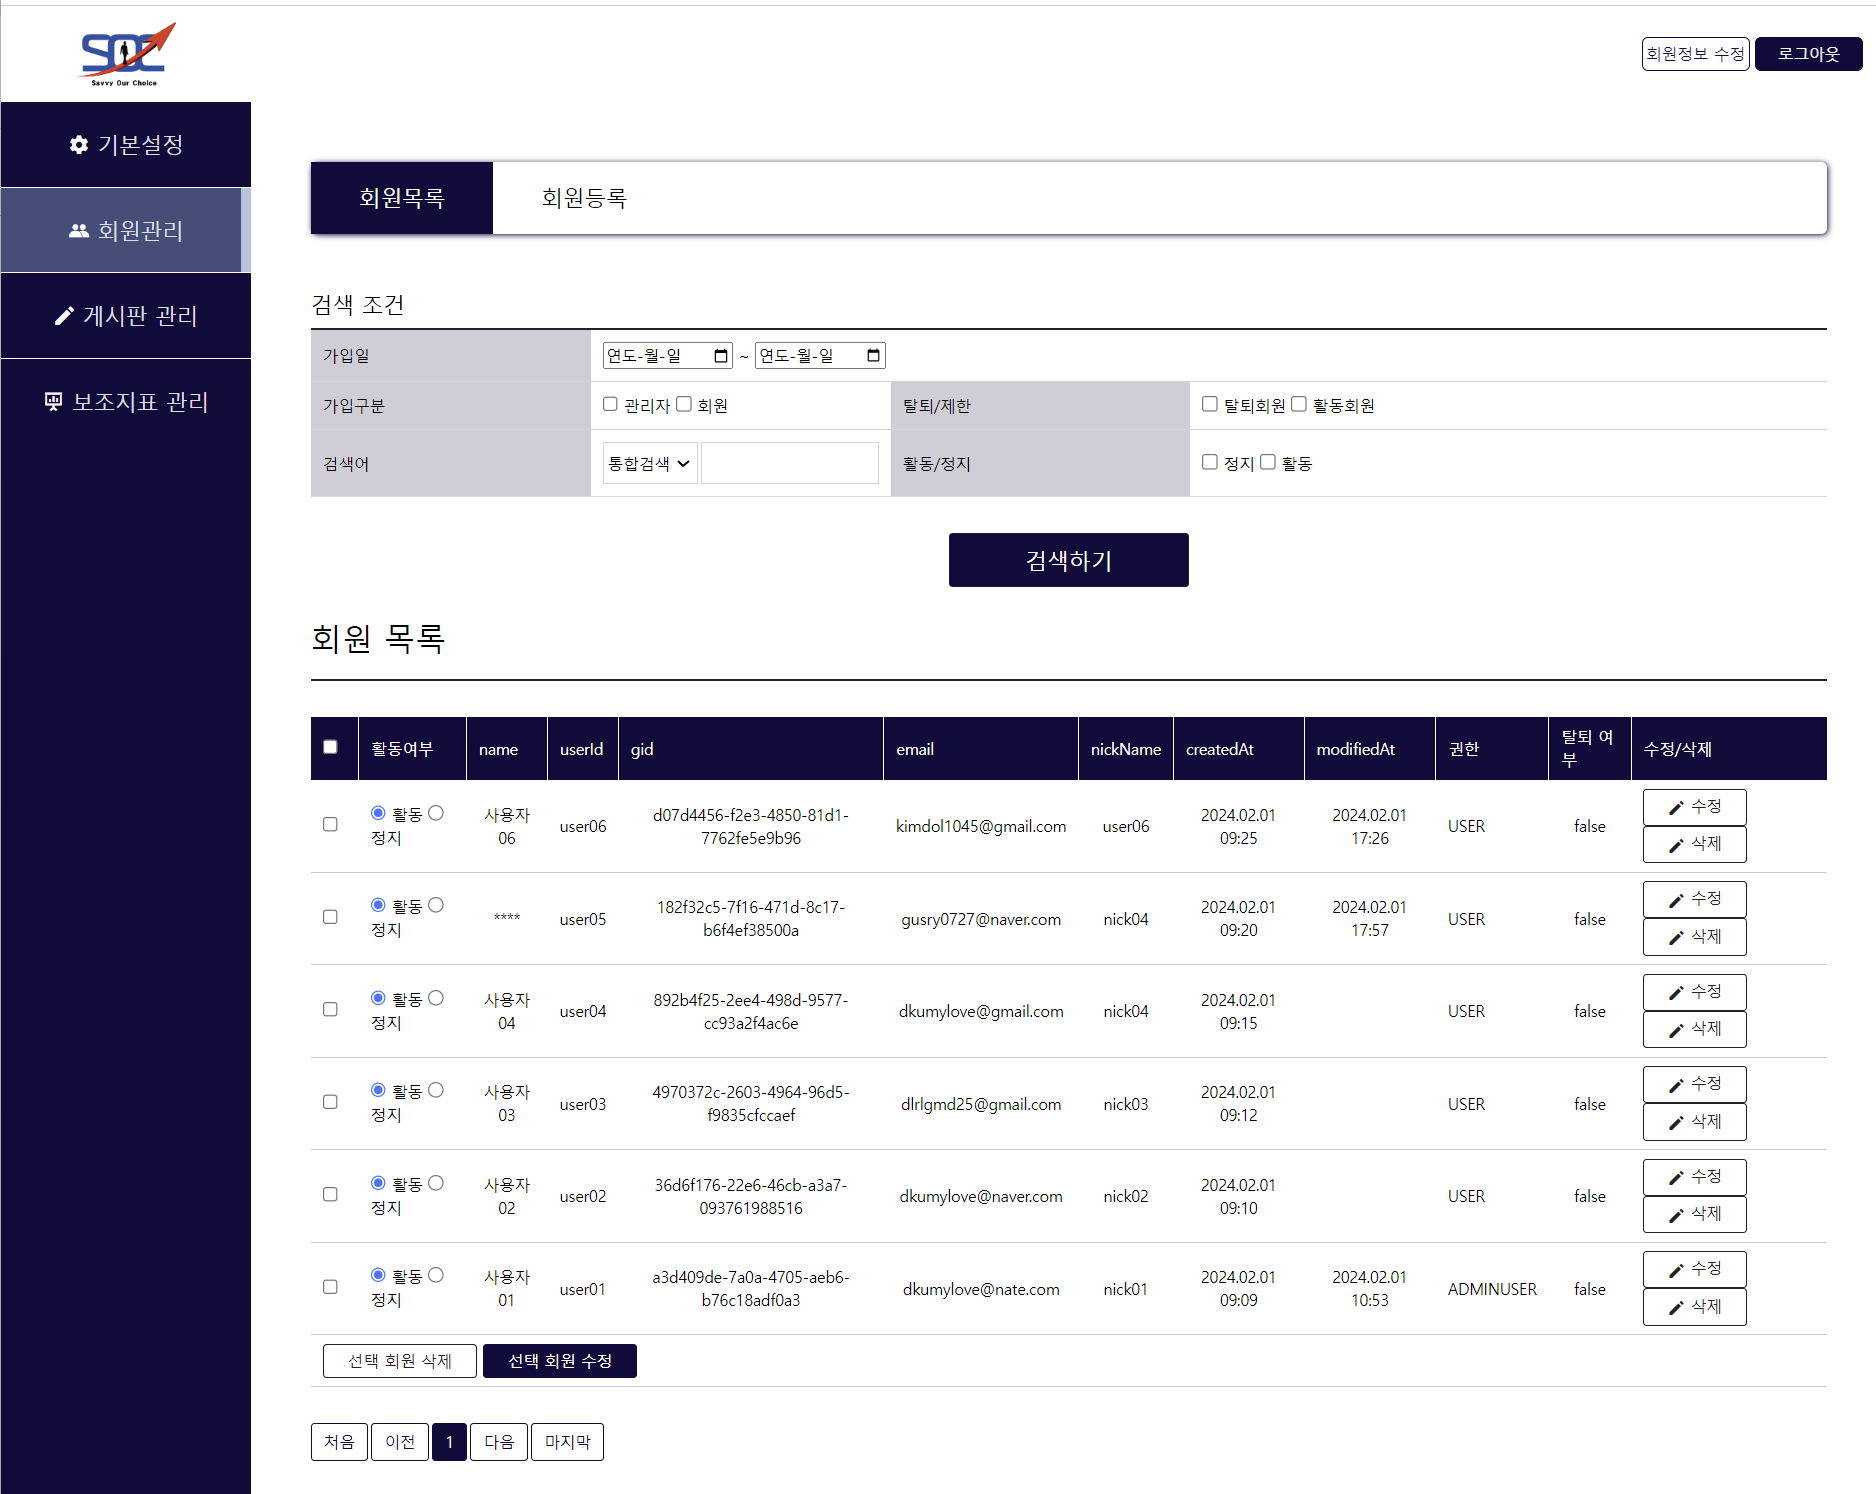 SOC
Savvy Our Choice
회원정보 수정 로그아웃
기본설정
회원관리
게시판 관리
보조지표 관리
회원목록 회원등록
검색 조건
가입일 연도-월-일 ~ 연도-월-일
가입구분 관리자 회원 탈퇴/제한 탈퇴회원 활동회원
검색어 통합검색 활동/정지 정지 활동
검색하기
회원 목록
활동여부 name userId gid email nickName createdAt modifiedAt 권한 탈퇴 여부 수정/삭제
활동 정지 사용자 06 user06 d07d4456-f2e3-4850-81d1-7762fe5e9b96 kimdol1045@gmail.com user06 2024.02.01 09:25 2024.02.01 17:26 USER false 수정 삭제
활동 정지 **** user05 182f32c5-7f16-471d-8c17-b6f4ef38500a gusry0727@naver.com nick04 2024.02.01 09:20 2024.02.01 17:57 USER false 수정 삭제
활동 정지 사용자 04 user04 892b4f25-2ee4-498d-9577-cc93a2f4ac6e dkumylove@gmail.com nick04 2024.02.01 09:15 USER false 수정 삭제
활동 정지 사용자 03 user03 4970372c-2603-4964-96d5-f9835cfccaef dlrlgmd25@gmail.com nick03 2024.02.01 09:12 USER false 수정 삭제
활동 정지 사용자 02 user02 36d6f176-22e6-46cb-a3a7-093761988516 dkumylove@naver.com nick02 2024.02.01 09:10 USER false 수정 삭제
활동 정지 사용자 01 user01 a3d409de-7a0a-4705-aeb6-b76c18adf0a3 dkumylove@nate.com nick01 2024.02.01 09:09 2024.02.01 10:53 ADMINUSER false 수정 삭제
선택 회원 삭제 선택 회원 수정
처음 이전 1 다음 마지막